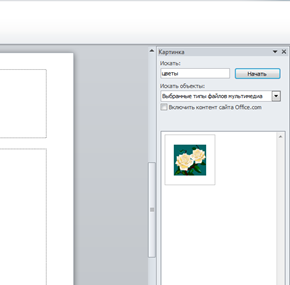 Картинка
Искать:
цветы
Начать
Искать объекты:
Выбранные типы файлов мультимедиа
Включить контент сайта Office.com